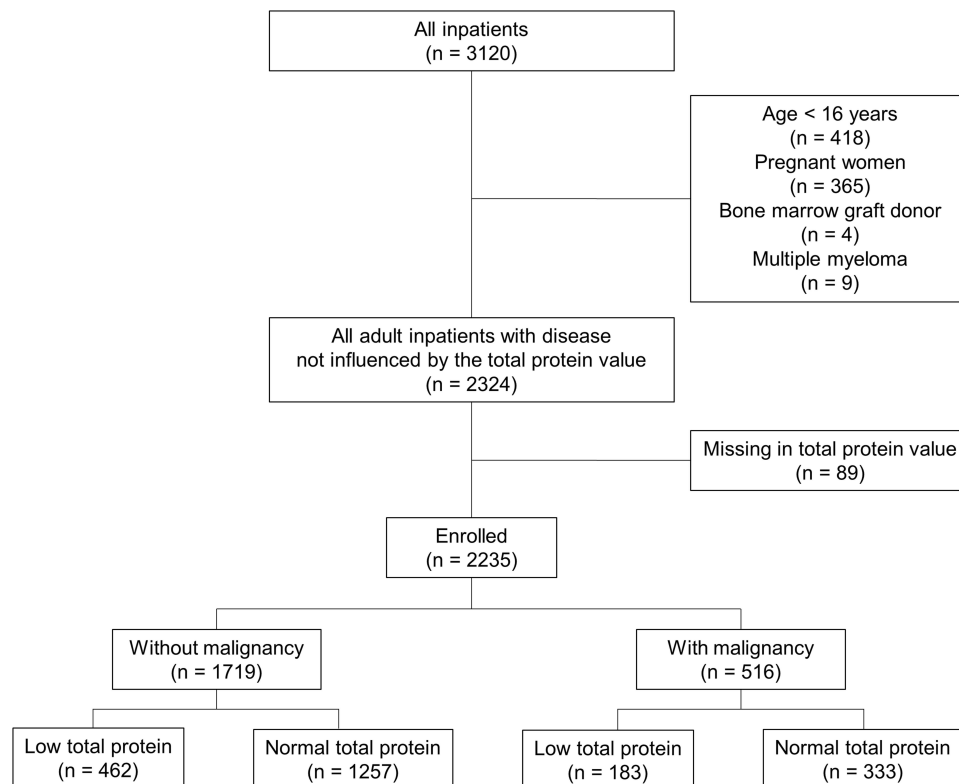 All inpatients
(n = 3120)
Age < 16 years
(n = 418)
Pregnant women
(n = 365)
Bone marrow graft donor
(n = 4)
Multiple myeloma
(n = 9)
All adult inpatients with disease
not influenced by the total protein value
(n = 2324)
Missing in total protein value
(n = 89)
Enrolled
(n = 2235)
Without malignancy
(n = 1719)
With malignancy
(n = 516)
Low total protein
(n = 462)
Normal total protein
(n = 1257)
Low total protein
(n = 183)
Normal total protein
(n = 333)